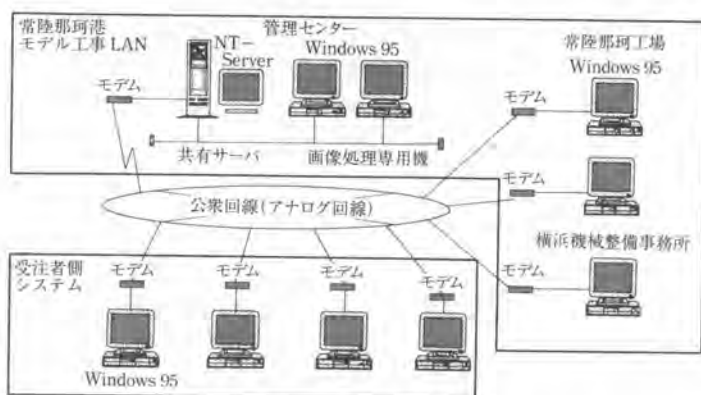 常陸那珂港
モデル工事 LAN
モデム
NT-
Server
管理センター
Windows 95
共有サーバ
画像処理専用機
常陸那珂工場
Windows 95
モデム
モデム
横浜機械整備事務所
モデム
公衆回線(アナログ回線)
受注者側
システム
モデム
モデム
モデム
モデム
Windows 95